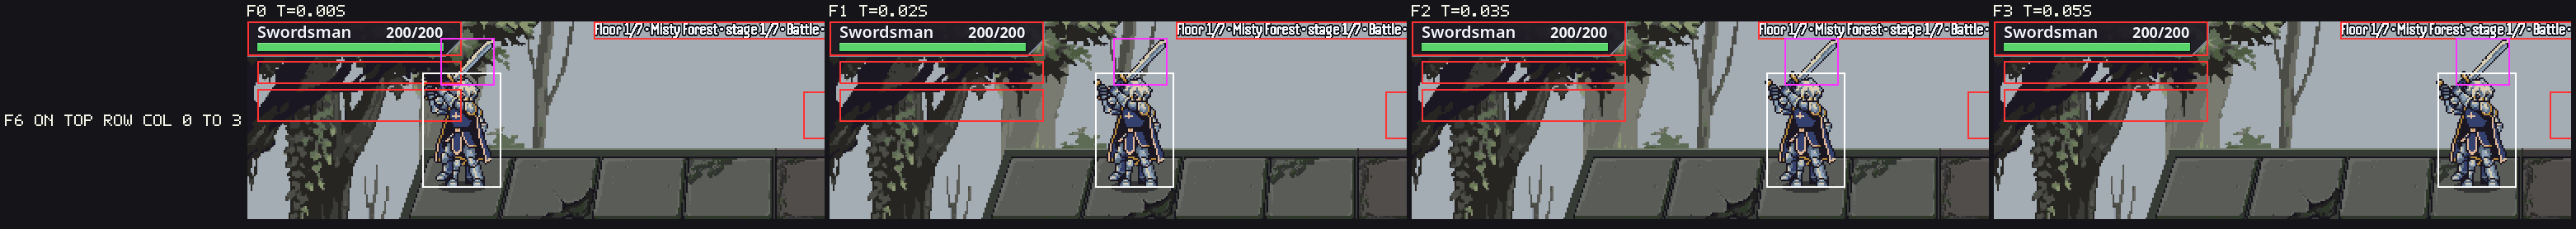 F6 ON TOP ROW COL 0 TO 3
F0 T=0.00S
Swordsman 200/200
Floor 1/7 · Misty Forest · stage 1/7 · Battle ·
F1 T=0.02S
Swordsman 200/200
Floor 1/7 · Misty Forest · stage 1/7 · Battle ·
F2 T=0.03S
Swordsman 200/200
Floor 1/7 · Misty Forest · stage 1/7 · Battle ·
F3 T=0.05S
Swordsman 200/200
Floor 1/7 · Misty Forest · stage 1/7 · Battle ·